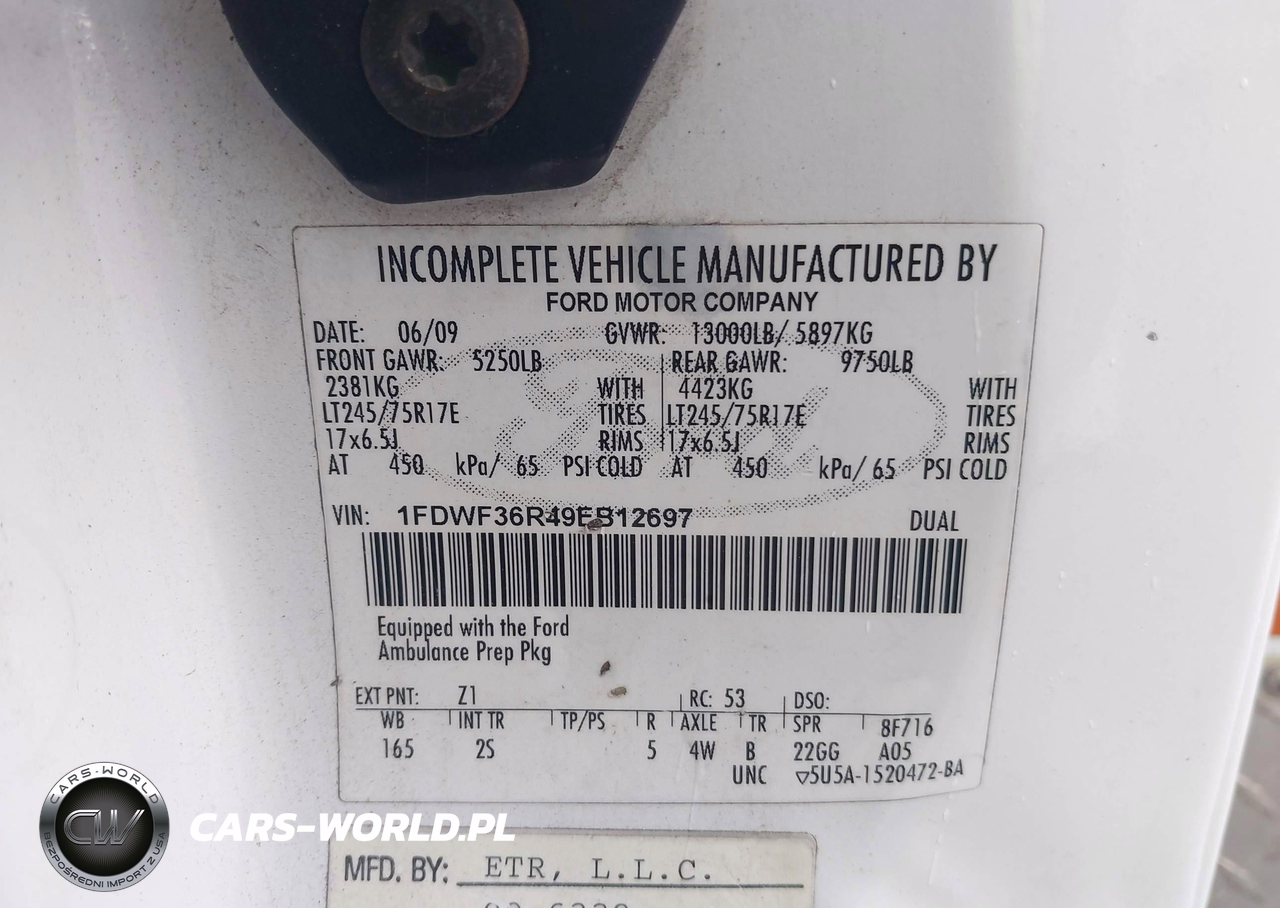 INCOMPLETE VEHICLE MANUFACTURED BY
FORD MOTOR COMPANY
DATE: 06/09 GVWR: 13000LB/ 5897KG
FRONT GAWR: 5250LB REAR GAWR: 9750LB
2381KG WITH 4423KG WITH
LT245/75R17E TIRES LT245/75R17E TIRES
17x6.5J RIMS 17x6.5J RIMS
AT 450 kPa/ 65 PSI COLD AT 450 kPa/ 65 PSI COLD
VIN: 1FDWF36R49EB12697 DUAL
Equipped with the Ford
Ambulance Prep Pkg
EXT PNT: Z1 RC: 53 DSO:
WB INT TR TP/PS R AXLE TR SPR 8F716
165 2S 5 4W B 22GG A05
UNC ▽5U5A-1520472-BA
CARS-WORLD
CW
BEZPOŚREDNI IMPORT Z USA
CARS-WORLD.PL
MFD. BY: ETR, L.L.C.